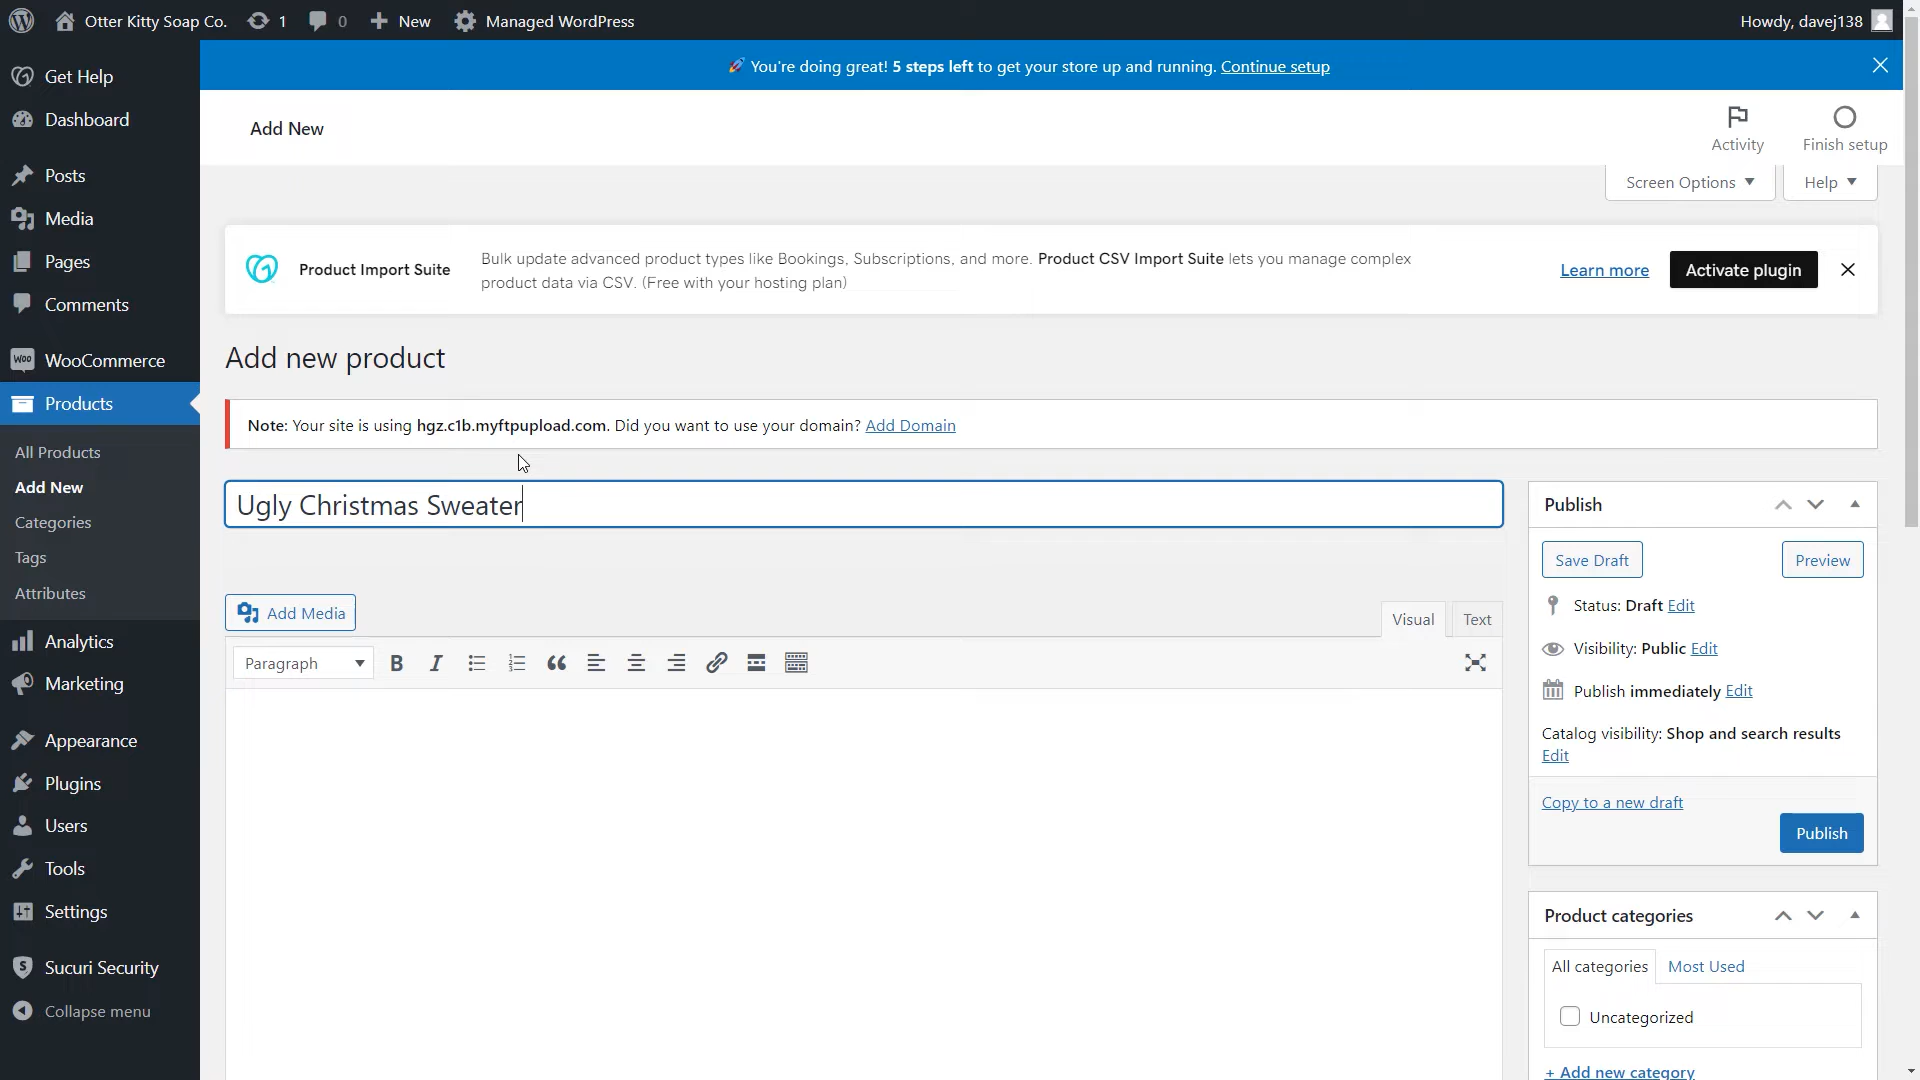 Otter Kitty Soap Co. 1 0 New Managed WordPress Howdy, davej138
🚀 You're doing great! 5 steps left to get your store up and running. Continue setup
Get Help
Dashboard
Posts
Media
Pages
Comments
Woo WooCommerce
Products
All Products
Add New
Categories
Tags
Attributes
Analytics
Marketing
Appearance
Plugins
Users
Tools
Settings
Sucuri Security
Collapse menu
Add New
Activity
Finish setup
Screen Options
Help
Product Import Suite
Bulk update advanced product types like Bookings, Subscriptions, and more. Product CSV Import Suite lets you manage complex
product data via CSV. (Free with your hosting plan)
Learn more
Activate plugin
Add new product
Note: Your site is using hgz.c1b.myftpupload.com. Did you want to use your domain? Add Domain
Ugly Christmas Sweater
Add Media
Visual
Text
Paragraph
Publish
Save Draft
Preview
Status: Draft Edit
Visibility: Public Edit
Publish immediately Edit
Catalog visibility: Shop and search results
Edit
Copy to a new draft
Publish
Product categories
All categories
Most Used
Uncategorized
+ Add new category